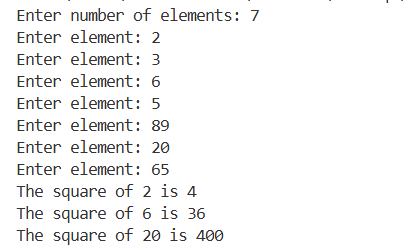 Enter number of elements: 7
Enter element: 2
Enter element: 3
Enter element: 6
Enter element: 5
Enter element: 89
Enter element: 20
Enter element: 65
The square of 2 is 4
The square of 6 is 36
The square of 20 is 400